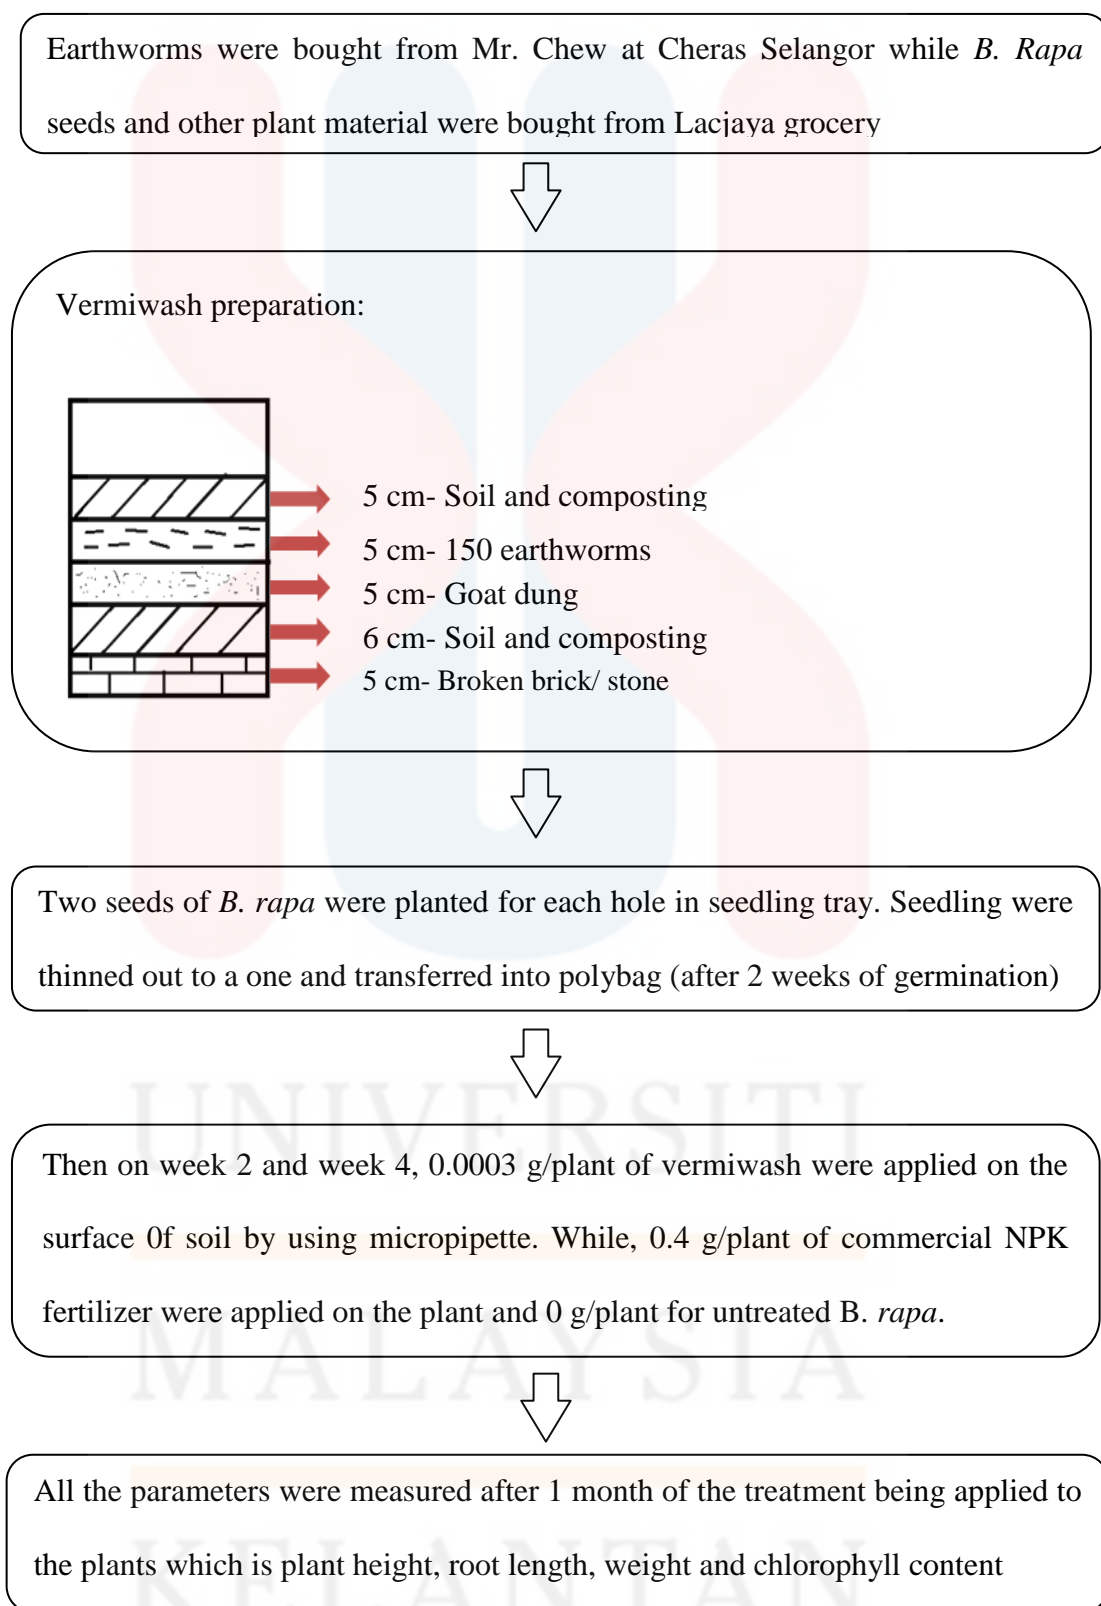 Earthworms were bought from Mr. Chew at Cheras Selangor while B. Rapa
seeds and other plant material were bought from Lacjaya grocery
Vermiwash preparation:
5 cm- Soil and composting
5 cm- 150 earthworms
5 cm- Goat dung
6 cm- Soil and composting
5 cm- Broken brick/ stone
Two seeds of B. rapa were planted for each hole in seedling tray. Seedling were
thinned out to a one and transferred into polybag (after 2 weeks of germination)
UNIVERSITI
Then on week 2 and week 4, 0.0003 g/plant of vermiwash were applied on the
surface 0f soil by using micropipette. While, 0.4 g/plant of commercial NPK
fertilizer were applied on the plant and 0 g/plant for untreated B. rapa.
MALAYSIA
All the parameters were measured after 1 month of the treatment being applied to
the plants which is plant height, root length, weight and chlorophyll content
KELANTAN